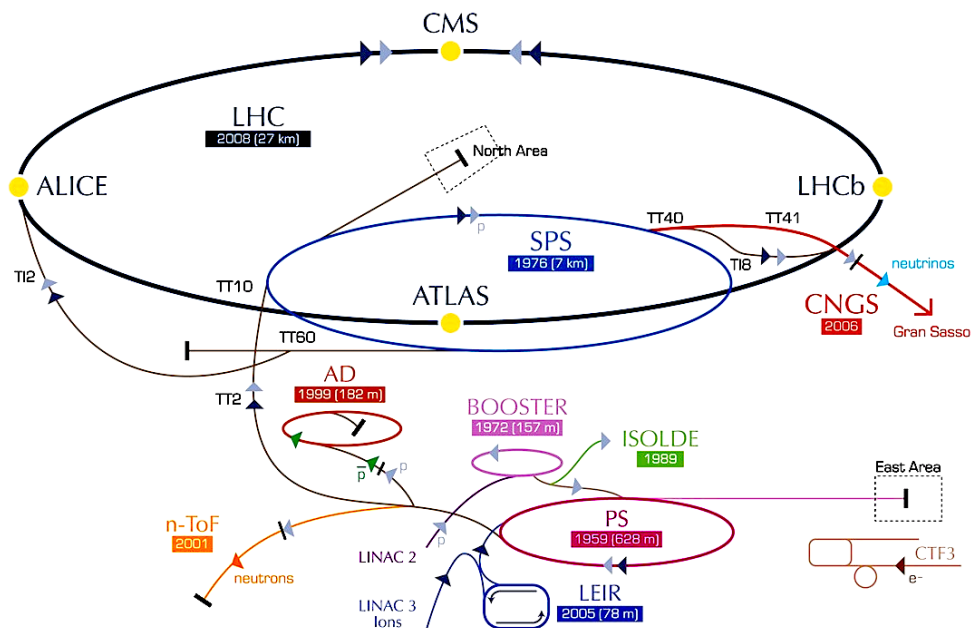 CMS
LHC
2008 (27 km)
North Area
ALICE
LHCb
TT40
TT41
SPS
1976 (7 km)
p
TI8
TI2
TT10
ATLAS
neutrinos
CNGS
2006
Gran Sasso
TT60
AD
1999 (182 m)
TT2
BOOSTER
1972 (157 m)
ISOLDE
1989
p
p
East Area
n-ToF
2001
p
PS
1959 (628 m)
LINAC 2
neutrons
CTF3
e-
LEIR
2005 (78 m)
LINAC 3
Ions